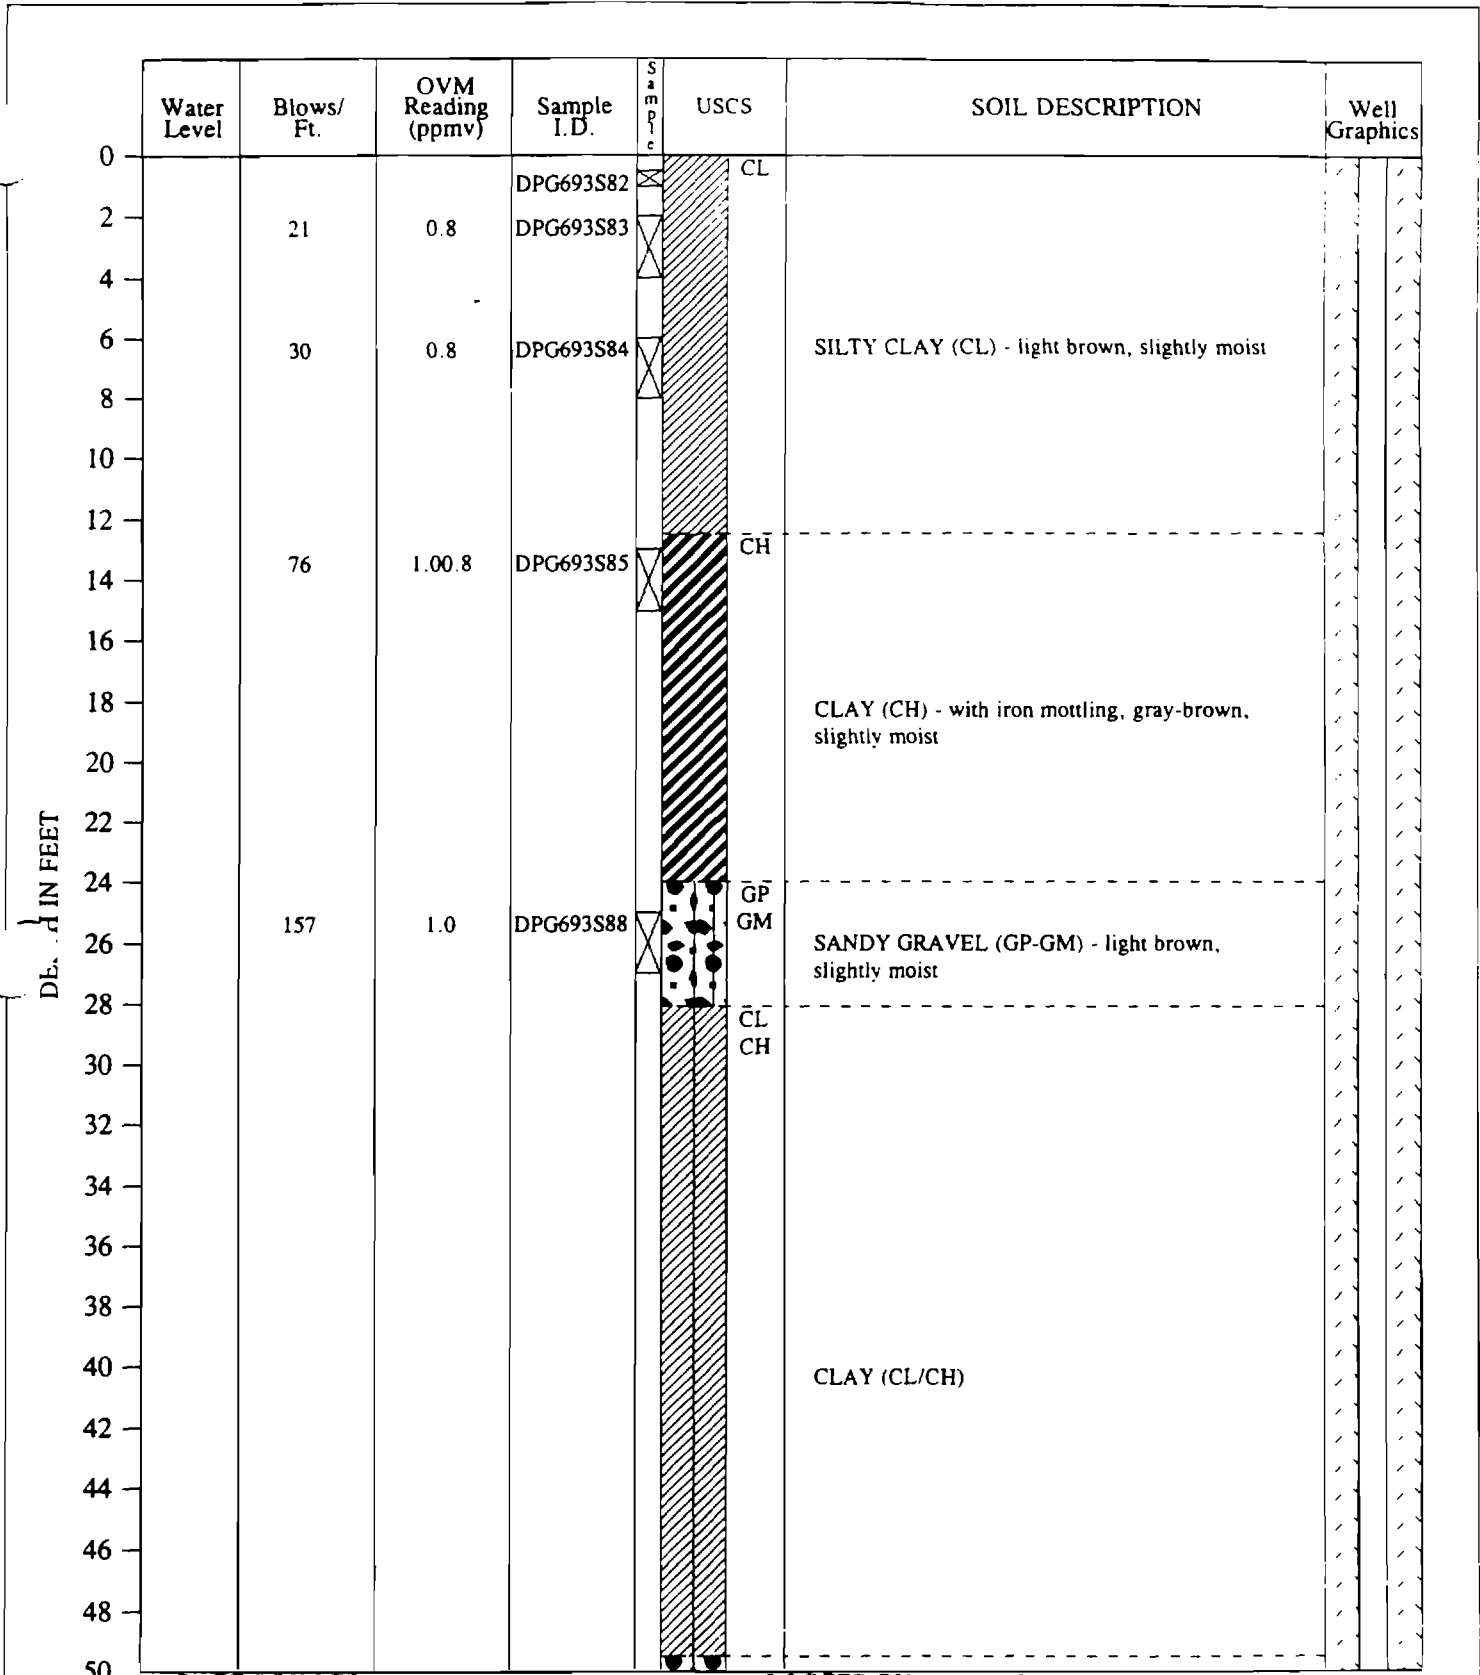 Water Level
Blows/ Ft.
OVM Reading (ppmv)
Sample I.D.
Sample
USCS
SOIL DESCRIPTION
Well Graphics
0
CL
DPG693S82
2
21 0.8 DPG693S83
4
6
30 0.8 DPG693S84
SILTY CLAY (CL) - light brown, slightly moist
8
10
12
CH
76 1.00.8 DPG693S85
14
16
18
CLAY (CH) - with iron mottling, gray-brown,
slightly moist
20
22
24
GP
157 1.0 DPG693S88
GM
26
SANDY GRAVEL (GP-GM) - light brown,
slightly moist
28
CL
CH
30
32
34
36
38
40
CLAY (CL/CH)
42
44
46
48
50
IN FEET